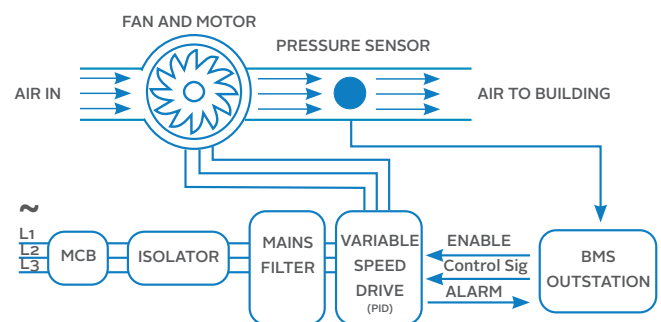 FAN AND MOTOR
PRESSURE SENSOR
AIR IN
AIR TO BUILDING
~
L1
L2
L3
MCB
ISOLATOR
MAINS
FILTER
VARIABLE
SPEED
DRIVE
(PID)
ENABLE
Control Sig
ALARM
BMS
OUTSTATION